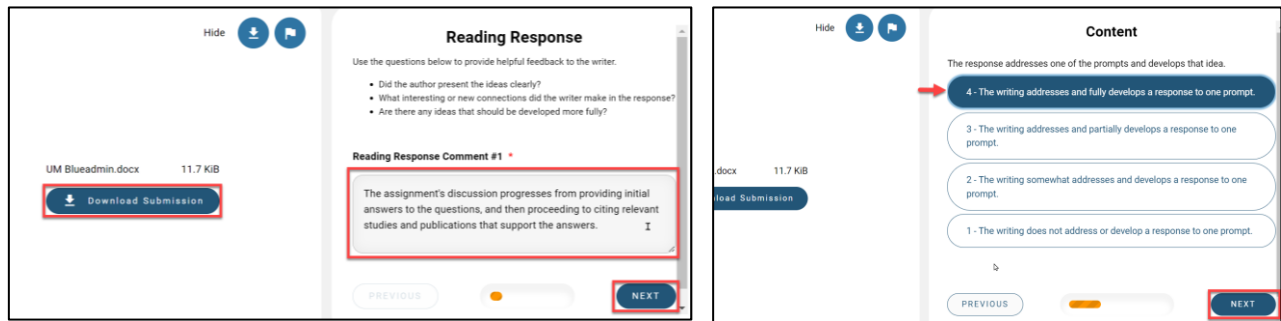 Hide
Reading Response
Use the questions below to provide helpful feedback to the writer.
• Did the author present the ideas clearly?
• What interesting or new connections did the writer make in the response?
• Are there any ideas that should be developed more fully?
UM Blueadmin.docx 11.7 KiB
Download Submission
Reading Response Comment #1 *
The assignment's discussion progresses from providing initial
answers to the questions, and then proceeding to citing relevant
studies and publications that support the answers.
PREVIOUS
NEXT
Hide
Content
The response addresses one of the prompts and develops that idea.
4 - The writing addresses and fully develops a response to one prompt.
3 - The writing addresses and partially develops a response to one
prompt.
.docx 11.7 KiB
load Submission
2 - The writing somewhat addresses and develops a response to one
prompt.
1 - The writing does not address or develop a response to one prompt.
PREVIOUS
NEXT